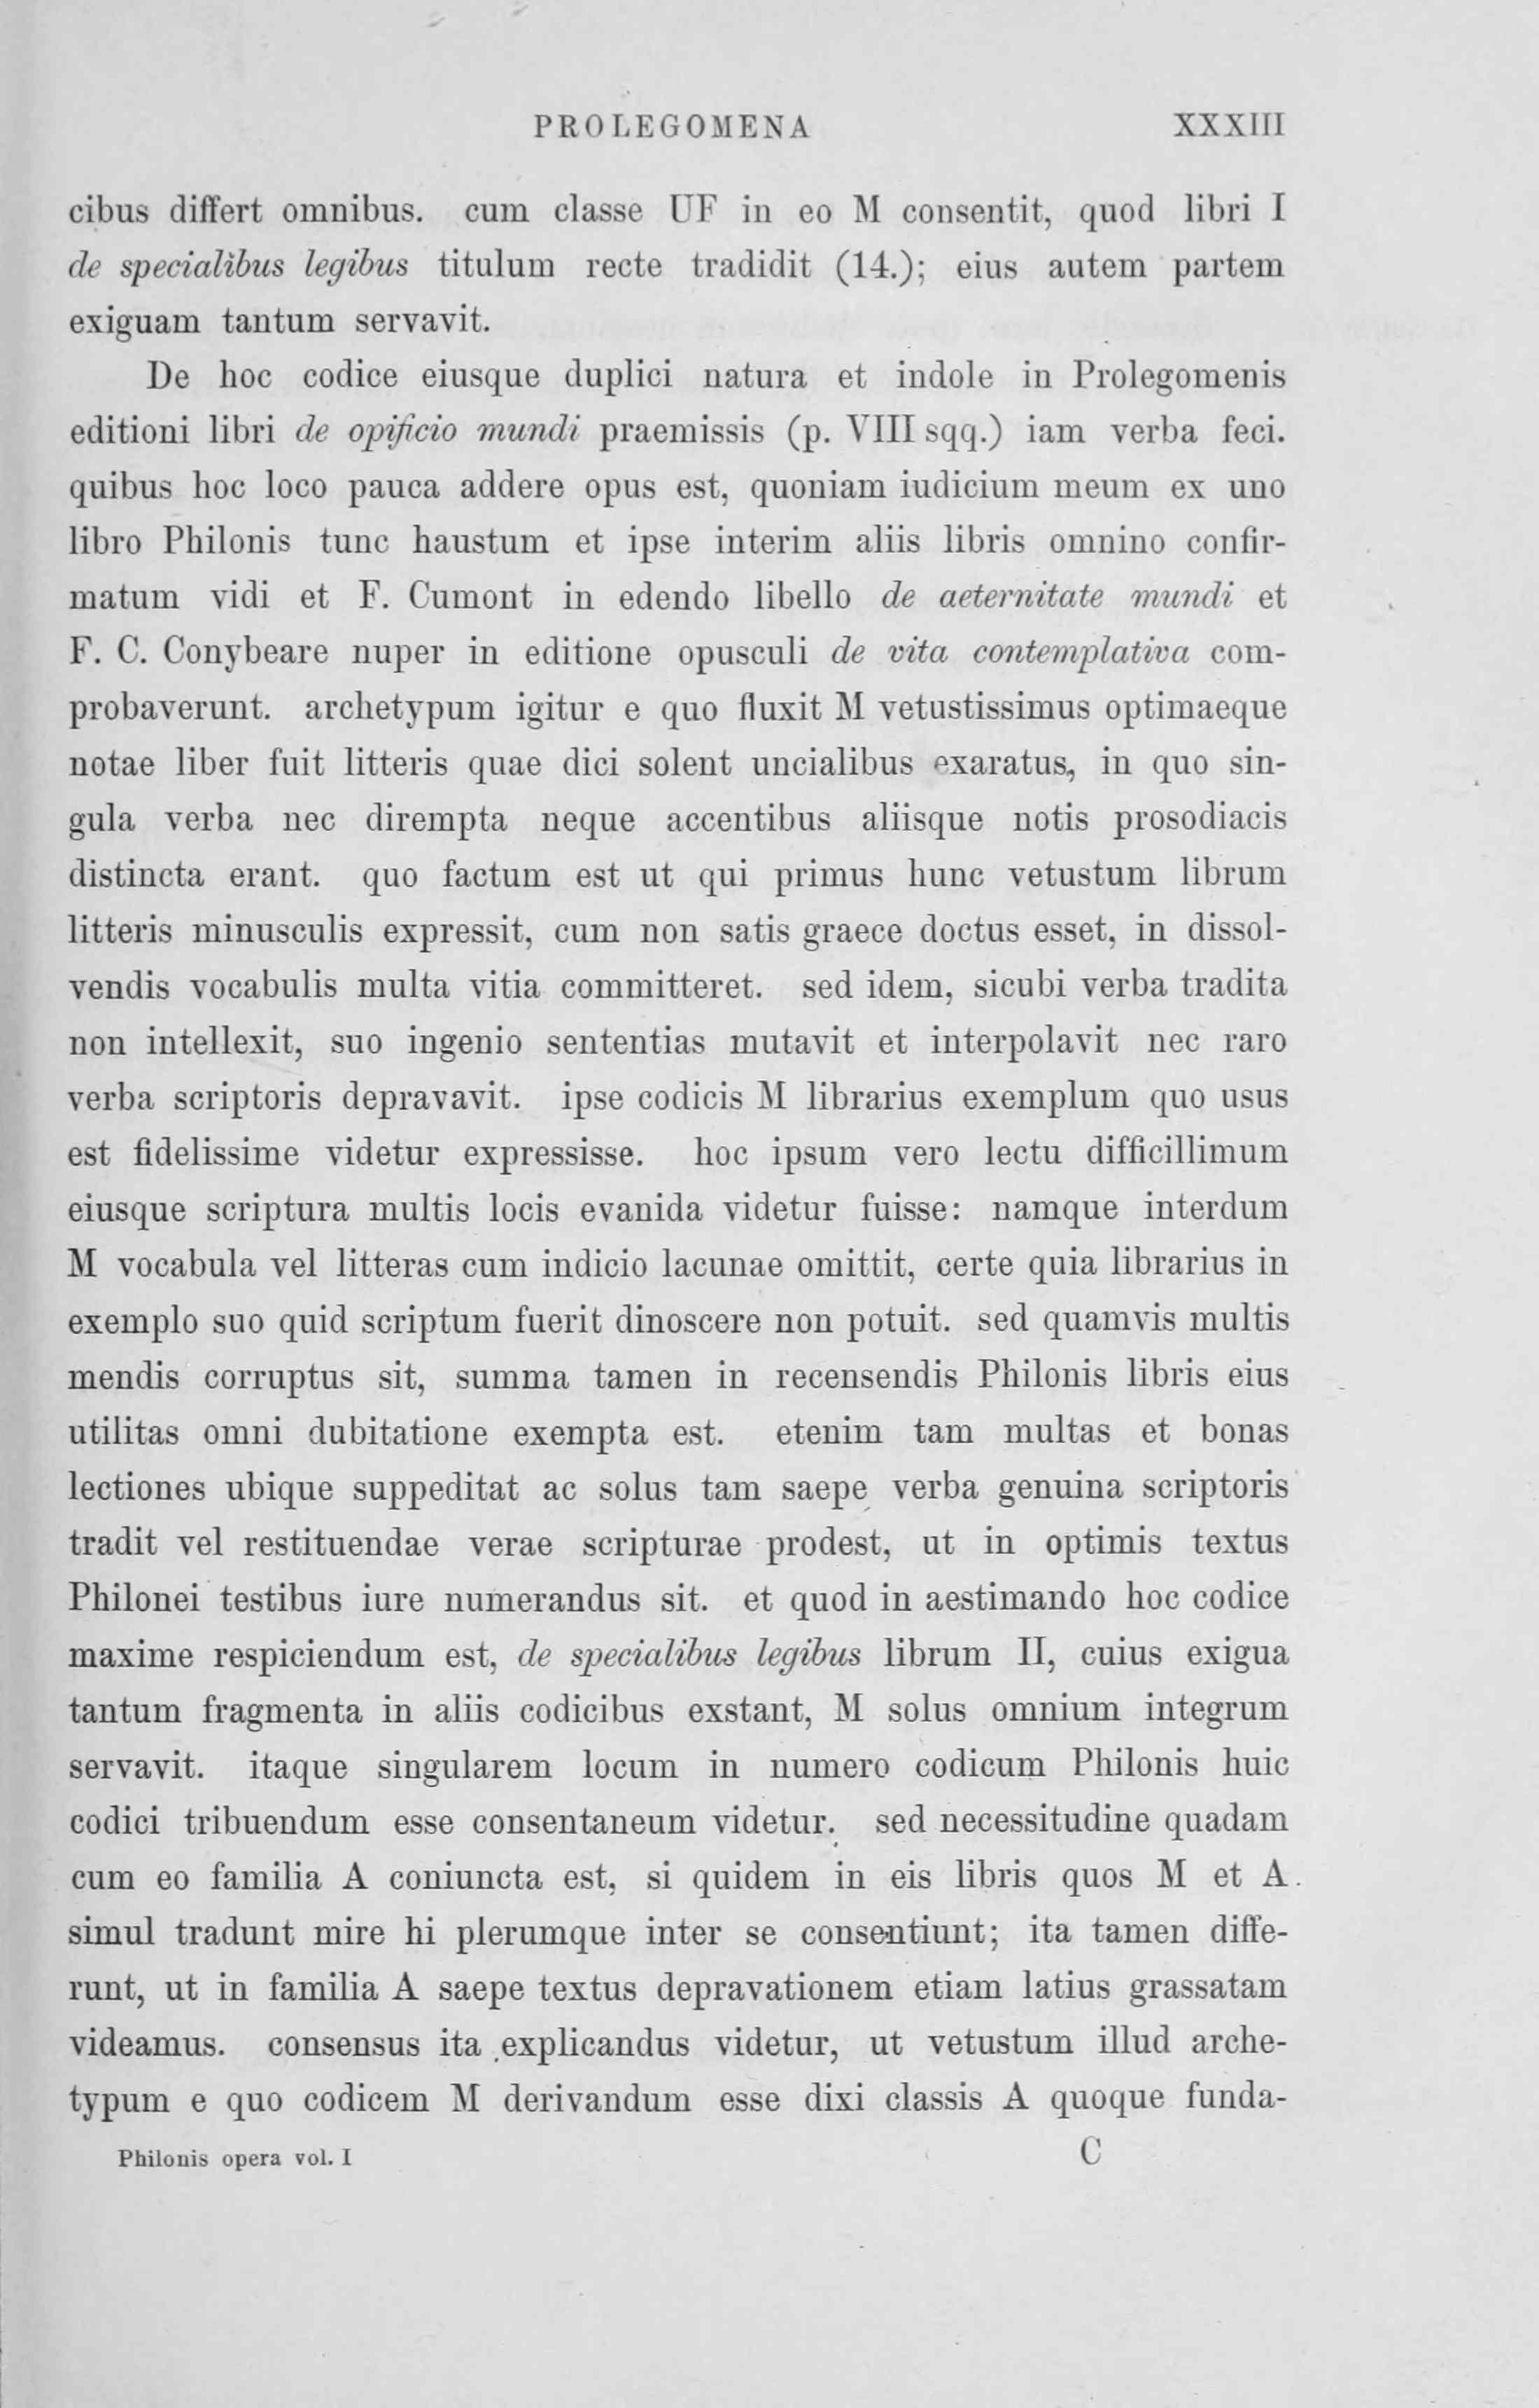 PROLEGOMENA XXXIII
cibus differt omnibus. cum classe UF in eo M consentit, quod libri I
de specialibus legibus titulum recte tradidit (14.); eius autem partem
exiguam tantum servavit.
De hoc codice eiusque duplici natura et indole in Prolegomenis
editioni libri de opificio mundi praemissis (p. VIII sqq.) iam verba feci.
quibus hoc loco pauca addere opus est, quoniam iudicium meum ex uno
libro Philonis tunc haustum et ipse interim aliis libris omnino confir-
matum vidi et F. Cumont in edendo libello de aeternitate mundi et
F. C. Conybeare nuper in editione opusculi de vita contemplativa com-
probaverunt. archetypum igitur e quo fluxit M vetustissimus optimaeque
notae liber fuit litteris quae dici solent uncialibus exaratus, in quo sin-
gula verba nec dirempta neque accentibus aliisque notis prosodiacis
distincta erant. quo factum est ut qui primus hunc vetustum librum
litteris minusculis expressit, cum non satis graece doctus esset, in dissol-
vendis vocabulis multa vitia committeret. sed idem, sicubi verba tradita
non intellexit, suo ingenio sententias mutavit et interpolavit nec raro
verba scriptoris depravavit. ipse codicis M librarius exemplum quo usus
est fidelissime videtur expressisse. hoc ipsum vero lectu difficillimum
eiusque scriptura multis locis evanida videtur fuisse: namque interdum
M vocabula vel litteras cum indicio lacunae omittit, certe quia librarius in
exemplo suo quid scriptum fuerit dinoscere non potuit. sed quamvis multis
mendis corruptus sit, summa tamen in recensendis Philonis libris eius
utilitas omni dubitatione exempta est. etenim tam multas et bonas
lectiones ubique suppeditat ac solus tam saepe verba genuina scriptoris
tradit vel restituendae verae scripturae prodest, ut in optimis textus
Philonei testibus iure numerandus sit. et quod in aestimando hoc codice
maxime respiciendum est, de specialibus legibus librum II, cuius exigua
tantum fragmenta in aliis codicibus exstant, M solus omnium integrum
servavit. itaque singularem locum in numero codicum Philonis huic
codici tribuendum esse consentaneum videtur. sed necessitudine quadam
cum eo familia A coniuncta est, si quidem in eis libris quos M et A
simul tradunt mire hi plerumque inter se consentiunt; ita tamen diffe-
runt, ut in familia A saepe textus depravationem etiam latius grassatam
videamus. consensus ita explicandus videtur, ut vetustum illud arche-
typum e quo codicem M derivandum esse dixi classis A quoque funda-
Philonis opera vol. I C